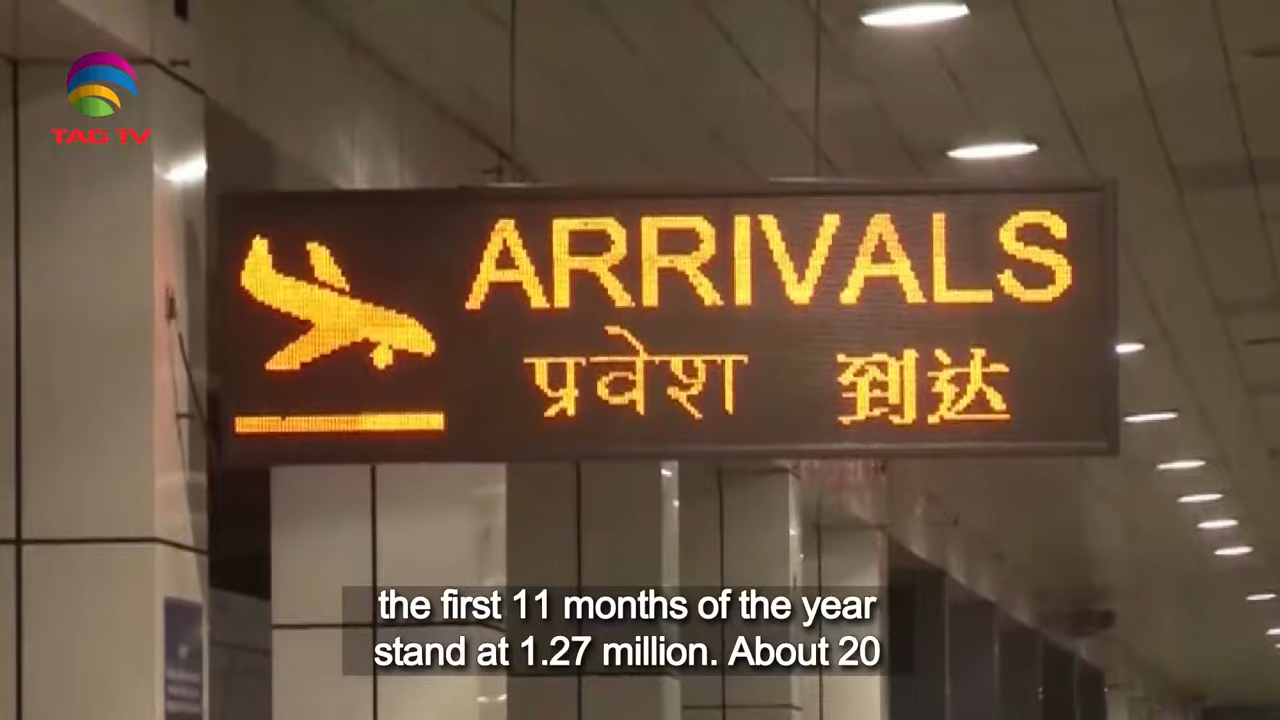 TAG TV
ARRIVALS
प्रवेश 到达
the first 11 months of the year
stand at 1.27 million. About 20